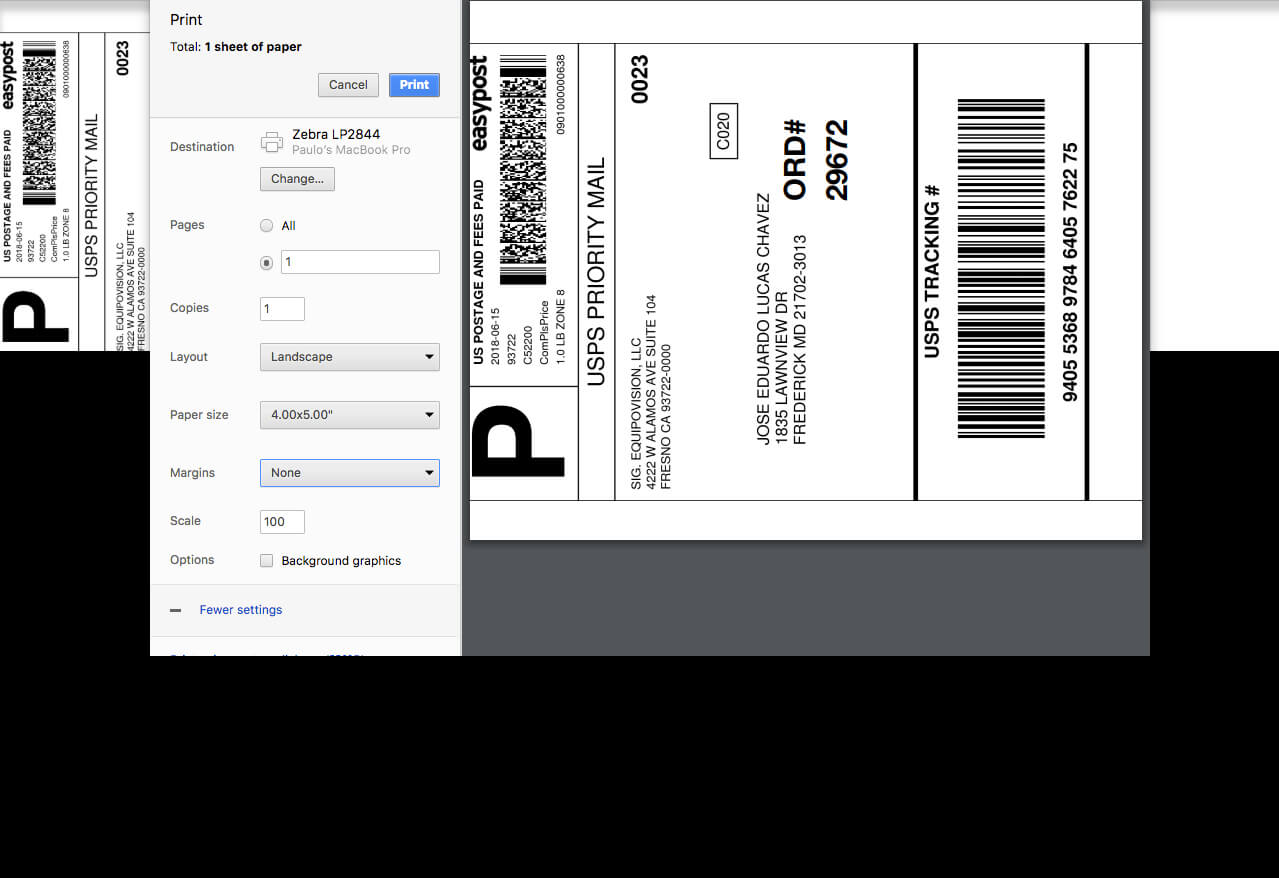 Print
Total: 1 sheet of paper
Cancel
Print
Destination
Zebra LP2844
Paulo's MacBook Pro
Change...
Pages
All
1
Copies
1
Layout
Landscape
Paper size
4.00x5.00"
Margins
None
Scale
100
Options
Background graphics
Fewer settings
P
US POSTAGE AND FEES PAID
easypost
2018-06-15
93722
C52200
ComPlsPrice
1.0 LB ZONE 8
0901000000638
USPS PRIORITY MAIL
SIG. EQUIPOVISION, LLC
4222 W ALAMOS AVE SUITE 104
FRESNO CA 93722-0000
0023
P
US POSTAGE AND FEES PAID
easypost
2018-06-15
93722
C52200
ComPlsPrice
1.0 LB ZONE 8
0901000000638
USPS PRIORITY MAIL
SIG. EQUIPOVISION, LLC
4222 W ALAMOS AVE SUITE 104
FRESNO CA 93722-0000
0023
C020
JOSE EDUARDO LUCAS CHAVEZ
1835 LAWNVIEW DR
FREDERICK MD 21702-3013
ORD#
29672
USPS TRACKING #
9405 5368 9784 6405 7622 75